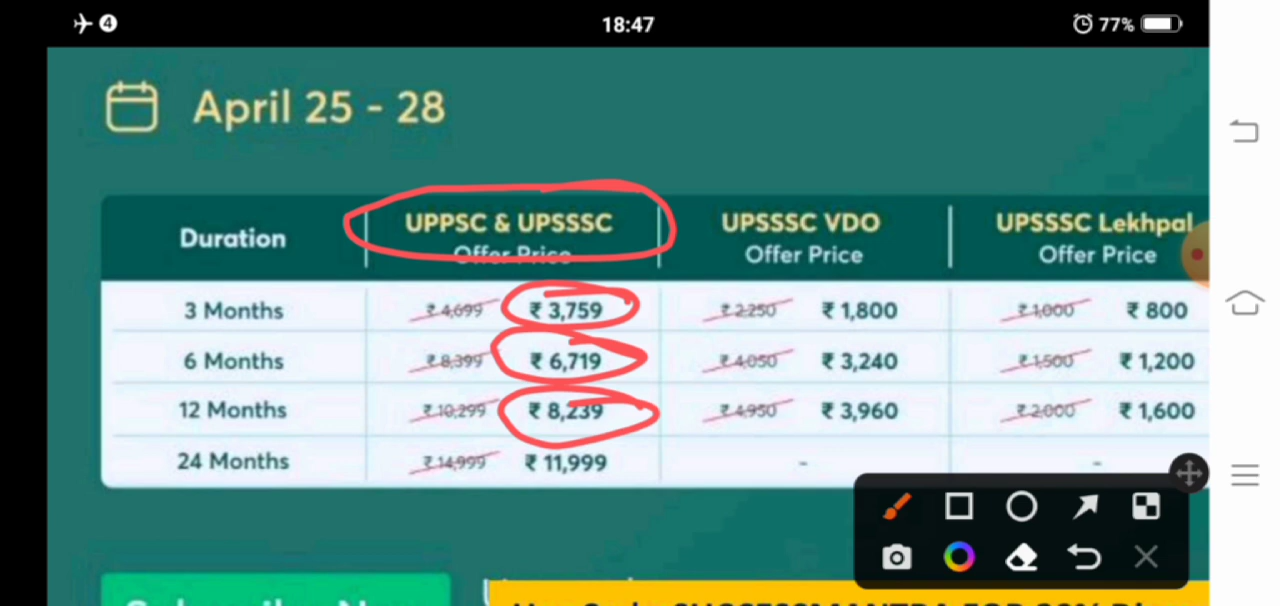 4 18:47 77%
April 25 - 28
Duration UPPSC & UPSSSC Offer Price UPSSSC VDO Offer Price UPSSSC Lekhpal Offer Price
3 Months ₹ 4,699 ₹ 3,759 ₹ 2,250 ₹ 1,800 ₹ 1,000 ₹ 800
6 Months ₹ 8,399 ₹ 6,719 ₹ 4,050 ₹ 3,240 ₹ 1,500 ₹ 1,200
12 Months ₹ 10,299 ₹ 8,239 ₹ 4,950 ₹ 3,960 ₹ 2,000 ₹ 1,600
24 Months ₹ 14,999 ₹ 11,999 - -